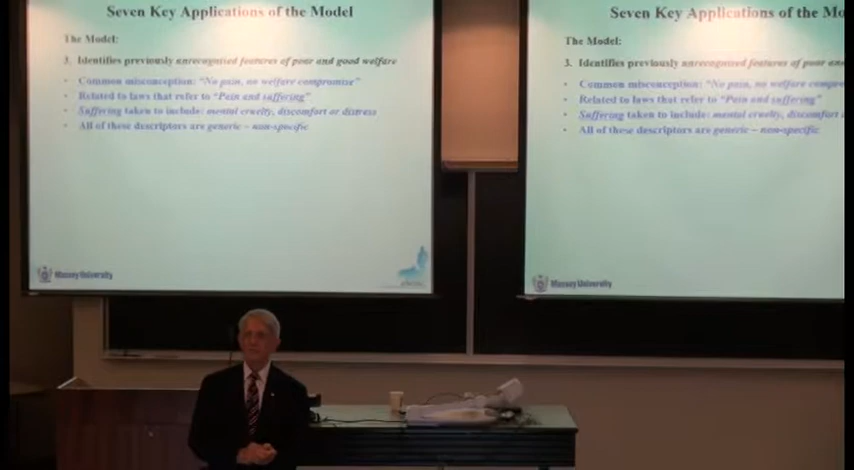 Seven Key Applications of the Model
The Model:
3. Identifies previously unrecognised features of poor and good welfare
• Common misconception: "No pain, no welfare compromise"
• Related to laws that refer to "Pain and suffering"
• Suffering taken to include: mental cruelty, discomfort or distress
• All of these descriptors are generic – non-specific
Massey University
Seven Key Applications of the Mo
The Model:
3. Identifies previously unrecognised features of poor an
• Common misconception: "No pain, no welfare compro
• Related to laws that refer to "Pain and suffering"
• Suffering taken to include: mental cruelty, discomfort
• All of these descriptors are generic – non-specific
Massey University